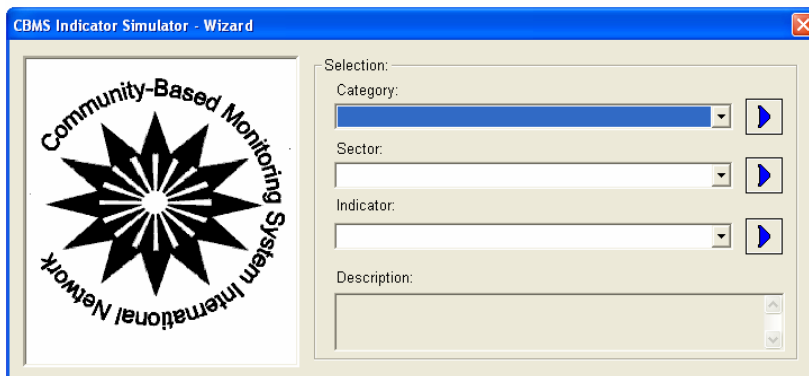 CBMS Indicator Simulator - Wizard
Community-Based Monitoring System International Network
Selection:
Category:
Sector:
Indicator:
Description: